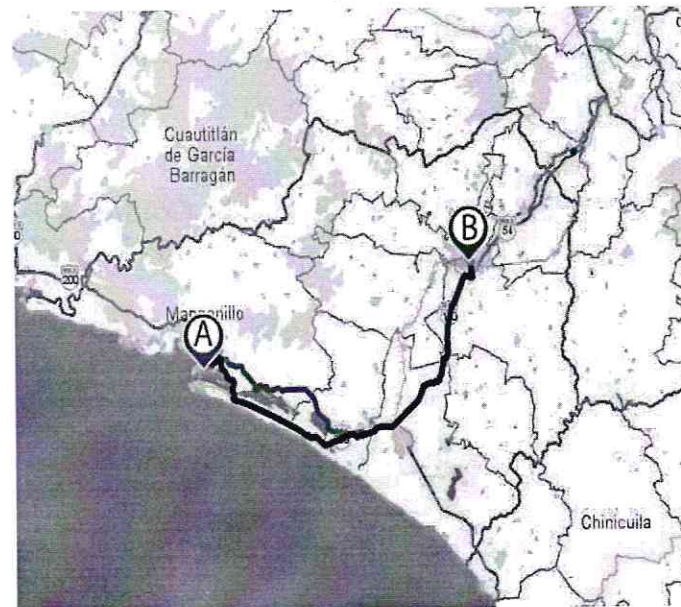 Cuautitlán
de García
Barragán
B
54
200
Manzanillo
A
Chinicuila